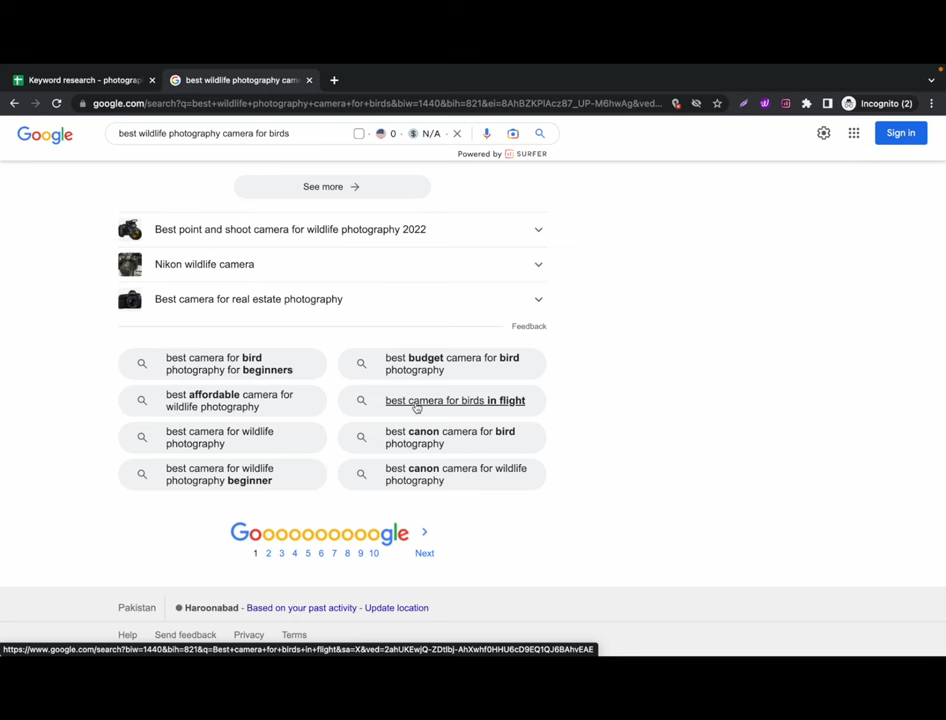 Keyword research - photograp
best wildlife photography cam
google.com/search?q=best+wildlife+photography+camera+for+birds&biw=1440&bih=821&ei=8AhBZKPlAcz87_UP-M6hwAg&ved...
Incognito (2)
Google
best wildlife photography camera for birds
0
N/A
Sign in
Powered by SURFER
See more
Best point and shoot camera for wildlife photography 2022
Nikon wildlife camera
Best camera for real estate photography
Feedback
best camera for bird
photography for beginners
best budget camera for bird
photography
best affordable camera for
wildlife photography
best camera for birds in flight
best camera for wildlife
photography
best canon camera for bird
photography
best camera for wildlife
photography beginner
best canon camera for wildlife
photography
Goooooooooogle
1 2 3 4 5 6 7 8 9 10 Next
Pakistan
Haroonabad - Based on your past activity - Update location
Help Send feedback Privacy Terms
https://www.google.com/search?biw=1440&bih=821&q=Best+camera+for+birds+in+flight&sa=X&ved=2ahUKEwjQ-ZDtlbj-AhXwhf0HHU6cD9EQ1QJ6BAhvEAE